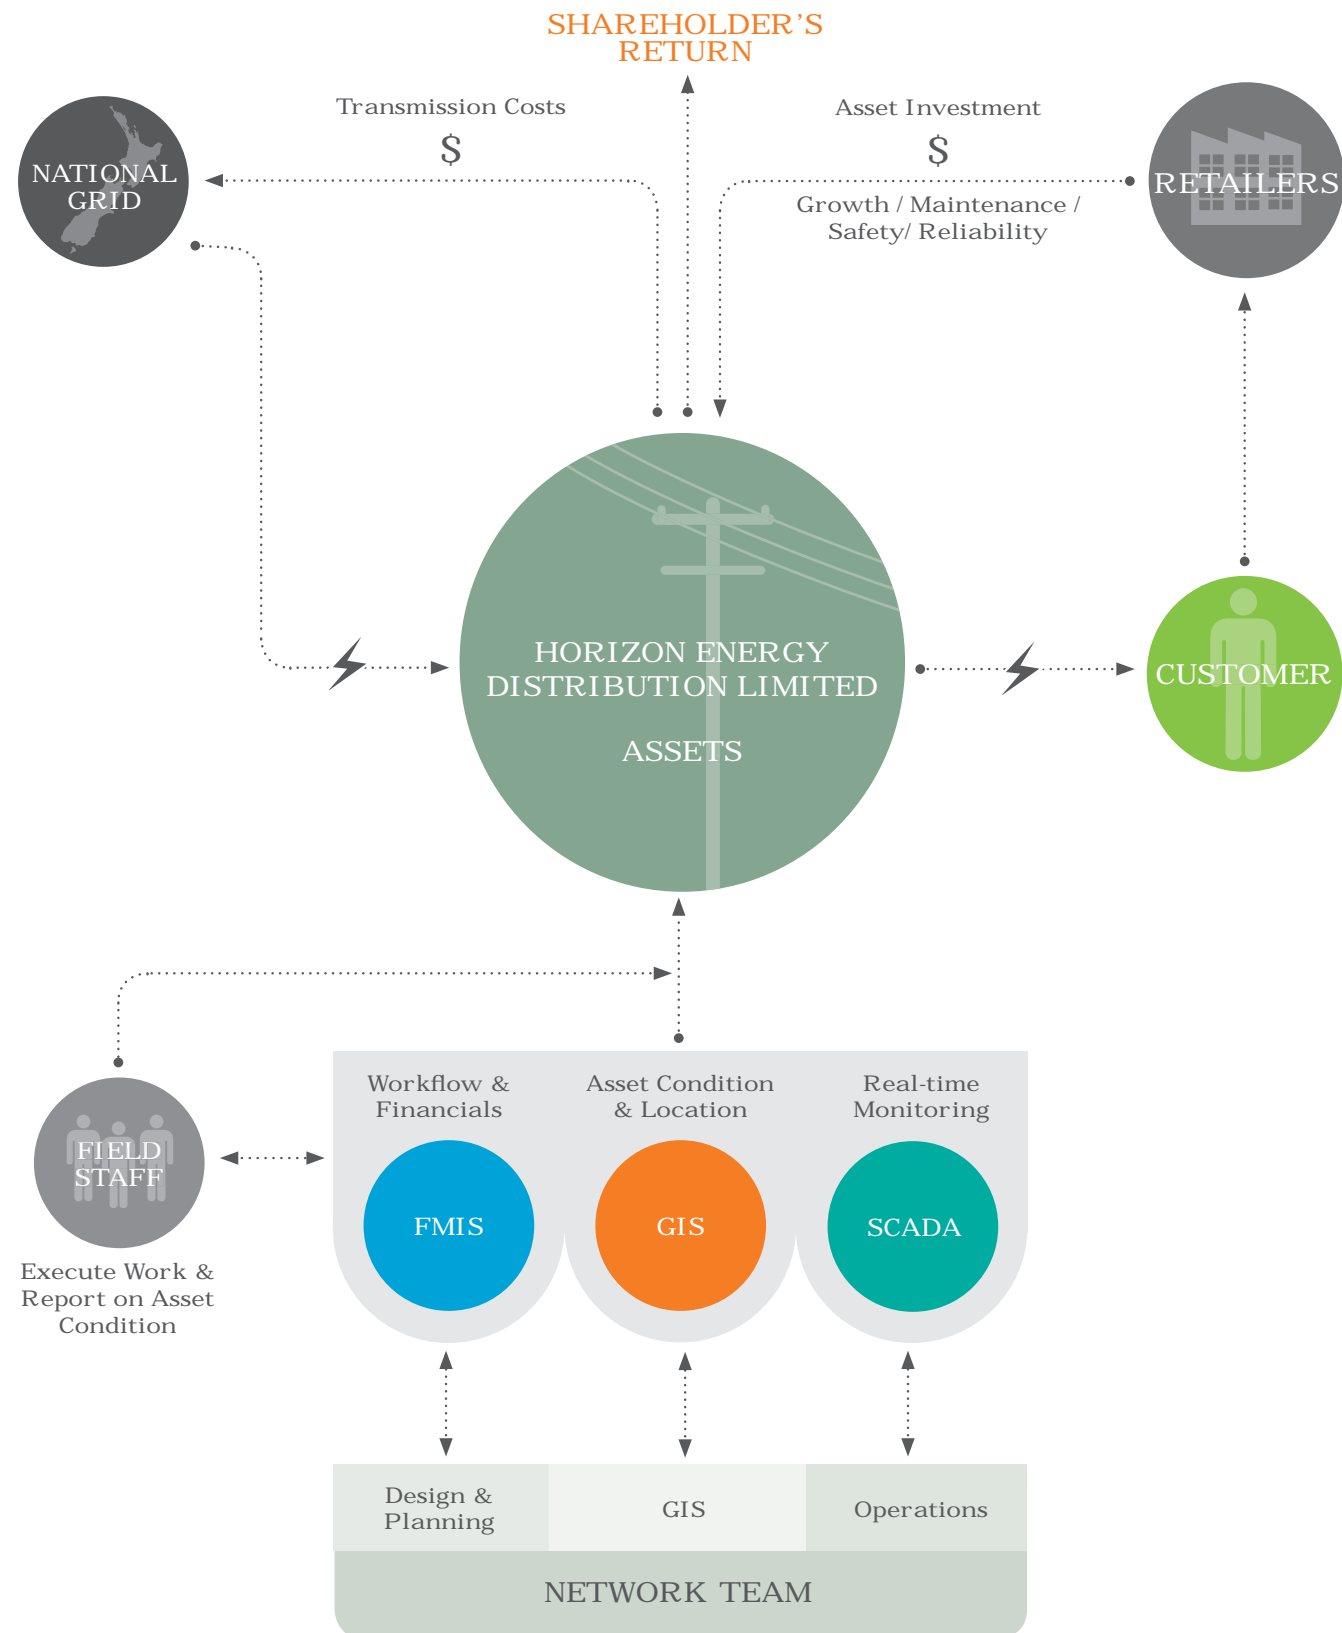 SHAREHOLDER'S
RETURN
Transmission Costs
$
Asset Investment
$
Growth / Maintenance /
Safety/ Reliability
NATIONAL
GRID
RETAILERS
HORIZON ENERGY
DISTRIBUTION LIMITED
ASSETS
CUSTOMER
FIELD
STAFF
Execute Work &
Report on Asset
Condition
Workflow &
Financials
Asset Condition
& Location
Real-time
Monitoring
FMIS
GIS
SCADA
Design &
Planning
GIS
Operations
NETWORK TEAM